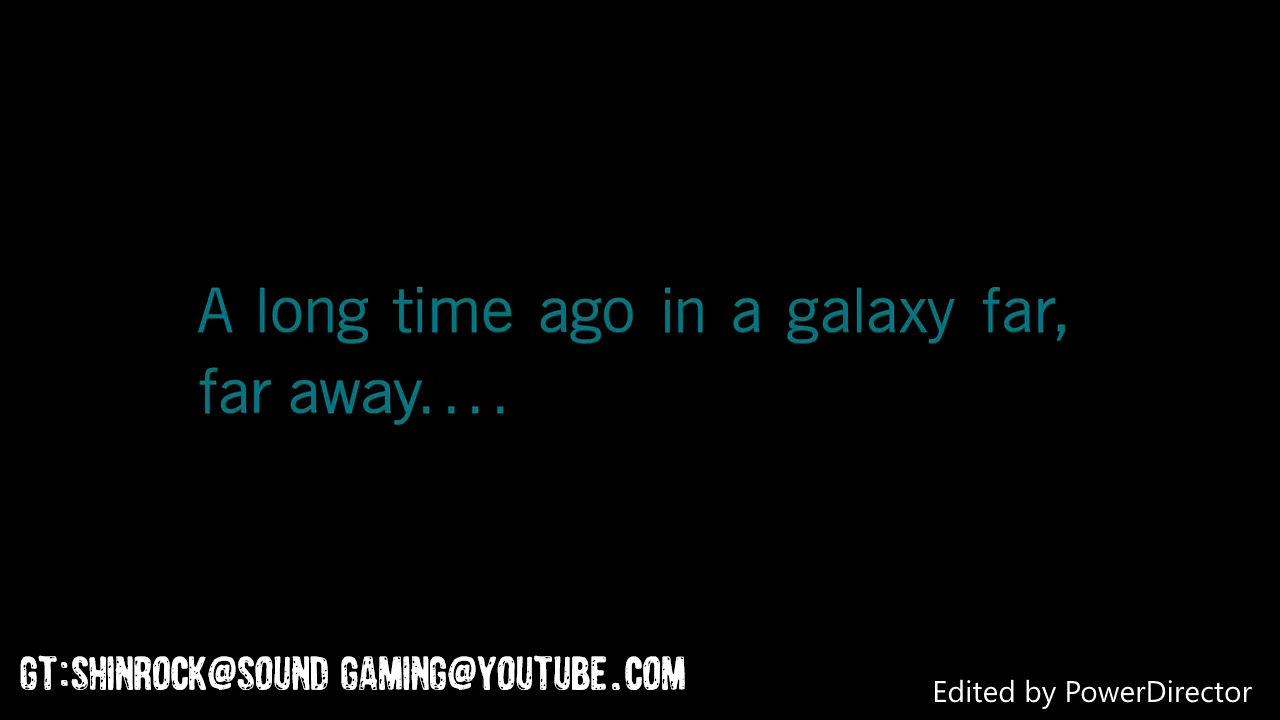 A long time ago in a galaxy far,
far away....
GT:SHINROCK@SOUND GAMING@YOUTUBE.COM
Edited by PowerDirector